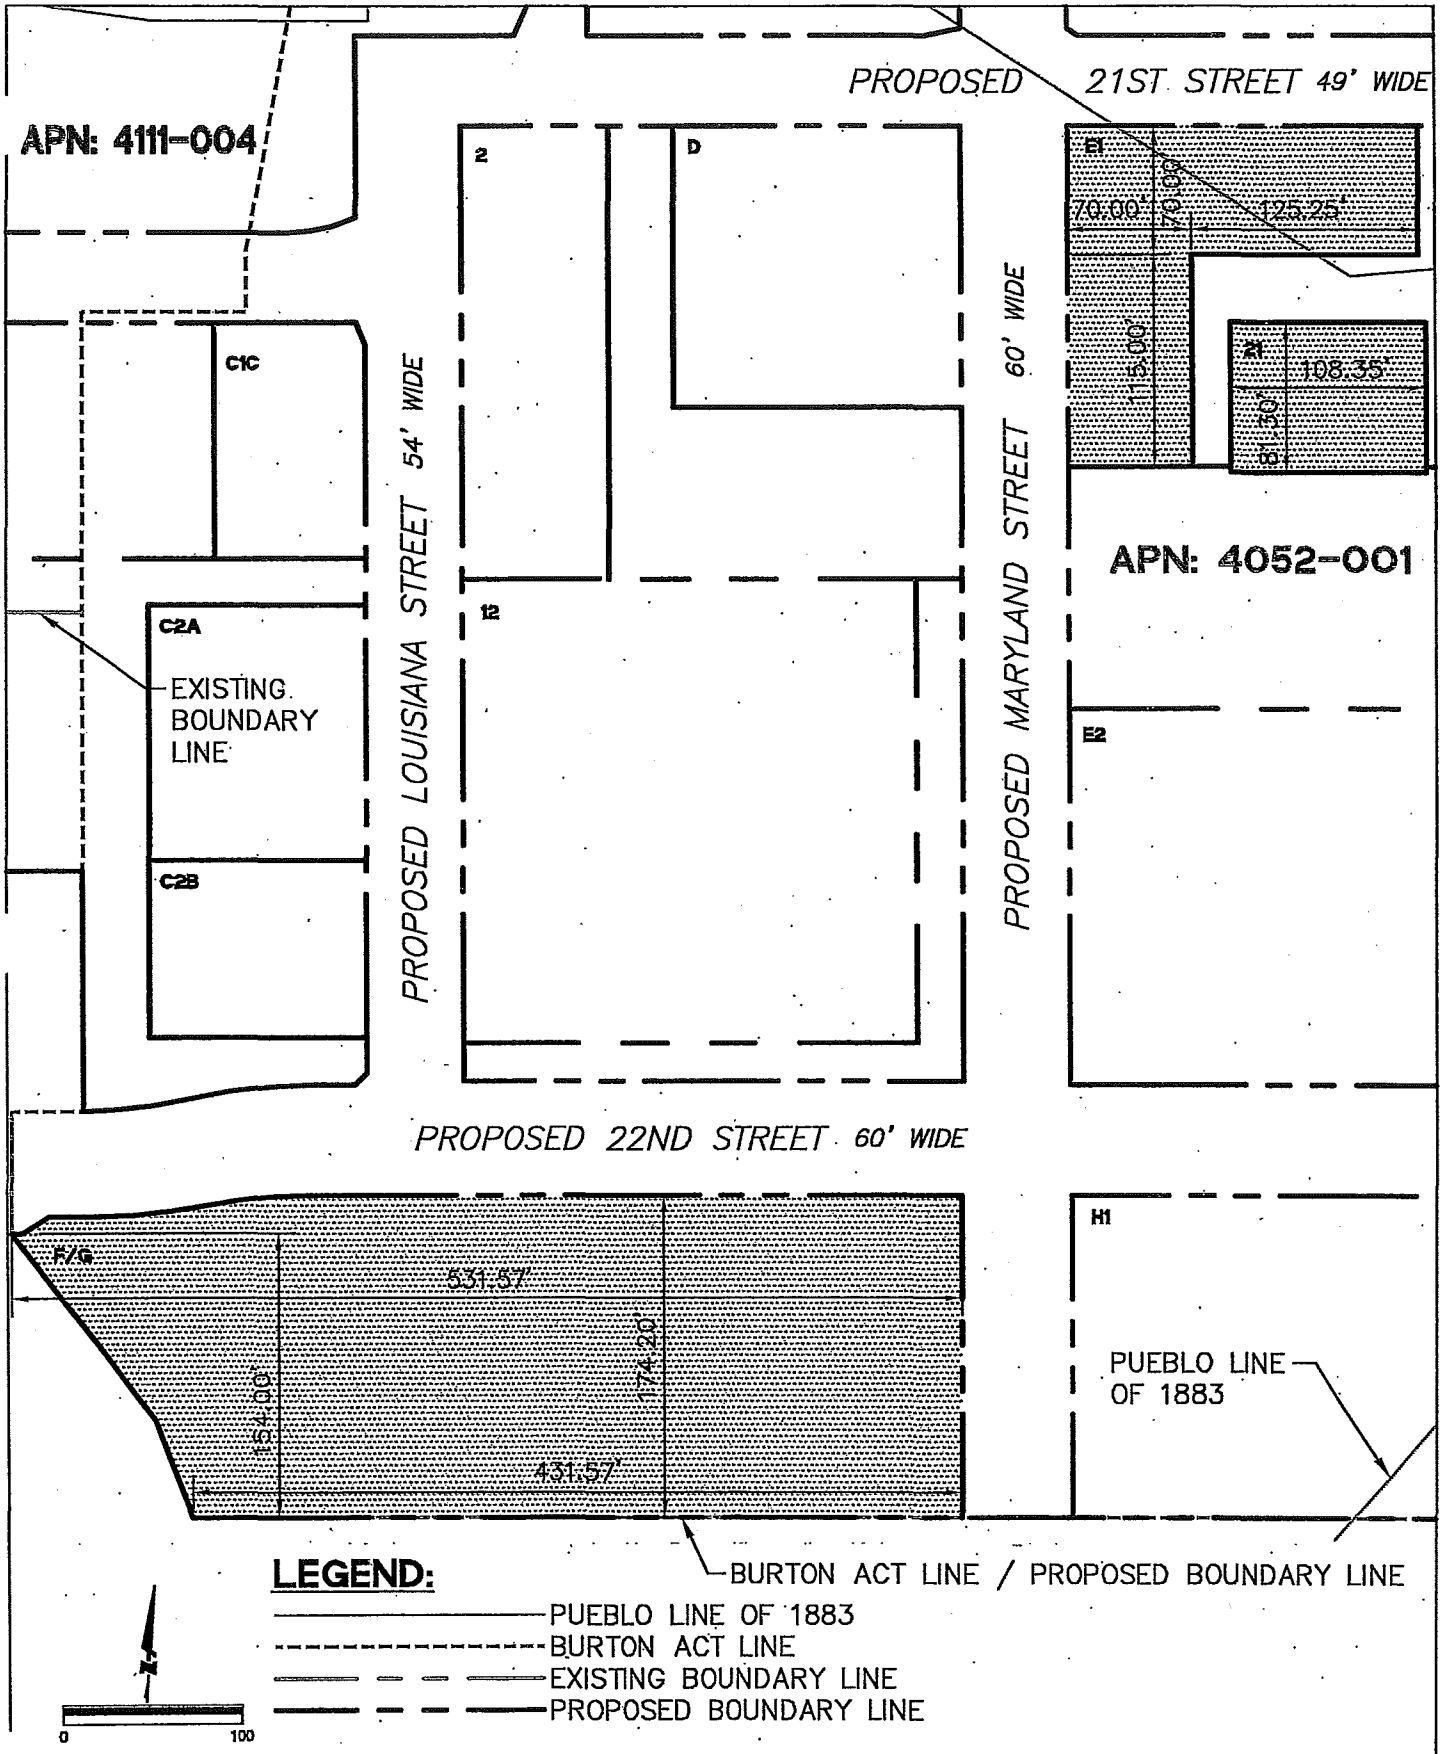 PROPOSED 21ST STREET 49' WIDE
APN: 4111-004
2
D
E1
70.00'
70.00'
125.25'
115.00'
C1C
21
108.35'
81.30'
PROPOSED LOUISIANA STREET 54' WIDE
PROPOSED MARYLAND STREET 60' WIDE
APN: 4052-001
12
C2A
EXISTING
BOUNDARY
LINE
E2
C2B
PROPOSED 22ND STREET 60' WIDE
H1
F/G
531.57'
174.20'
154.00'
431.57'
PUEBLO LINE
OF 1883
BURTON ACT LINE / PROPOSED BOUNDARY LINE
LEGEND:
PUEBLO LINE OF 1883
BURTON ACT LINE
EXISTING BOUNDARY LINE
PROPOSED BOUNDARY LINE
N
0 100